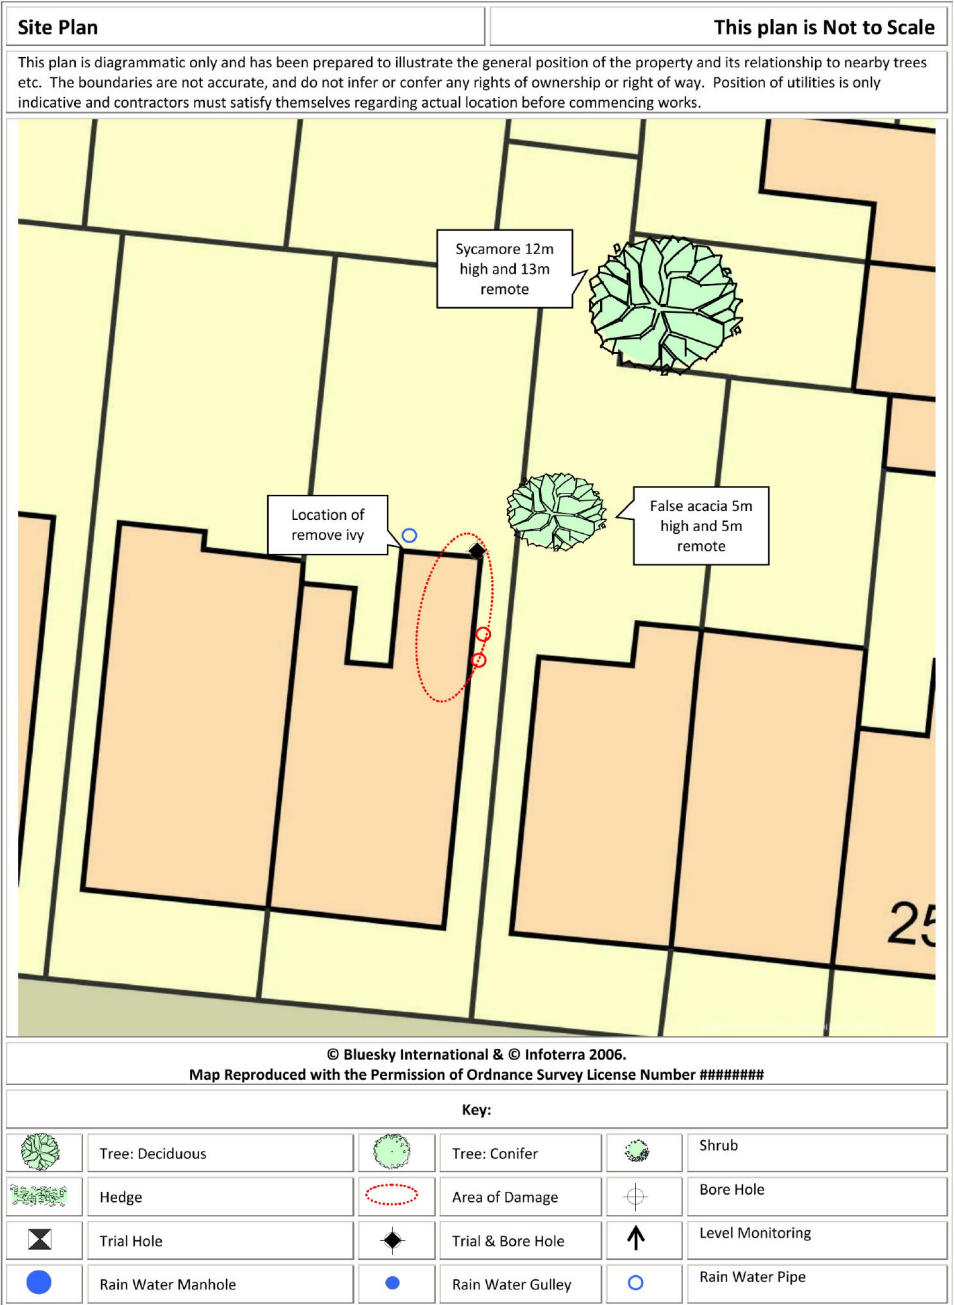 Site Plan
This plan is Not to Scale
This plan is diagrammatic only and has been prepared to illustrate the general position of the property and its relationship to nearby trees
etc. The boundaries are not accurate, and do not infer or confer any rights of ownership or right of way. Position of utilities is only
indicative and contractors must satisfy themselves regarding actual location before commencing works.
Sycamore 12m
high and 13m
remote
Location of
remove ivy
False acacia 5m
high and 5m
remote
25
© Bluesky International & © Infoterra 2006.
Map Reproduced with the Permission of Ordnance Survey License Number ########
Key:
Tree: Deciduous
Tree: Conifer
Shrub
Hedge
Area of Damage
Bore Hole
Trial Hole
Trial & Bore Hole
Level Monitoring
Rain Water Manhole
Rain Water Gulley
Rain Water Pipe